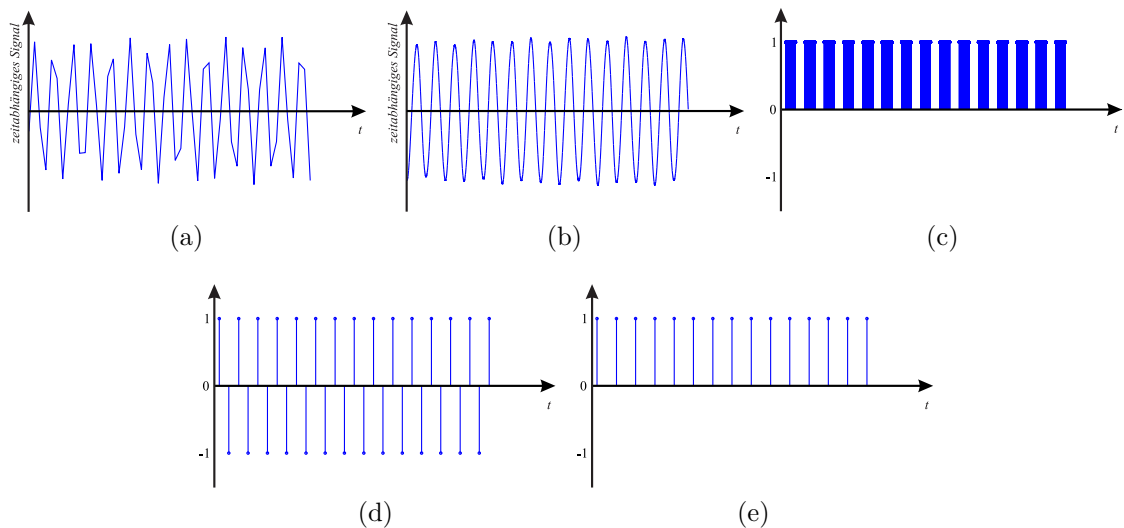 zeitabhängiges Signal
t
(a)
zeitabhängiges Signal
t
(b)
1
0
-1
t
(c)
1
0
-1
t
(d)
1
0
-1
t
(e)